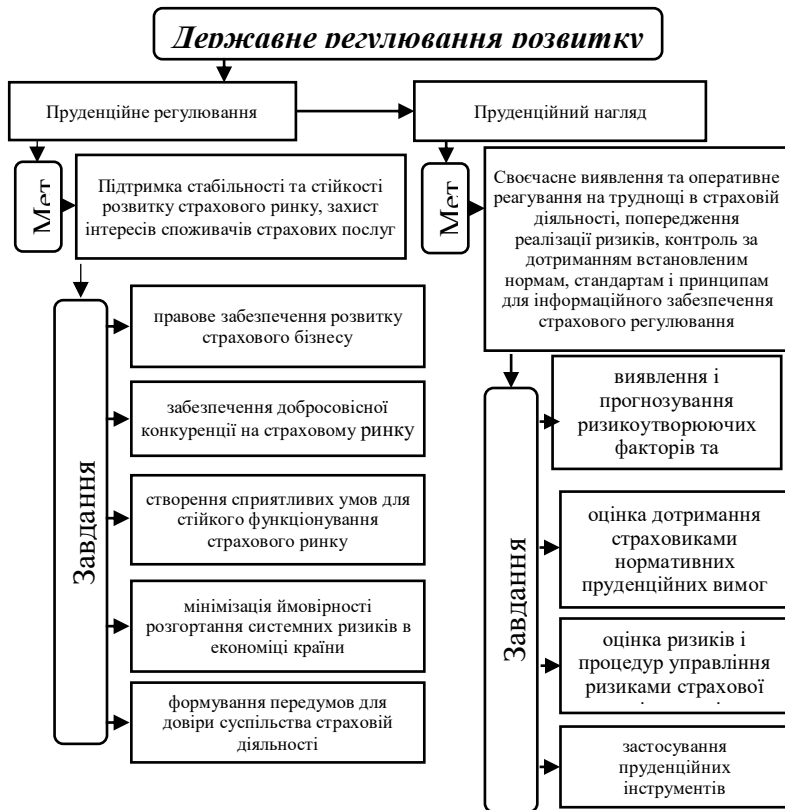 Державне регулювання розвитку
Пруденційне регулювання
Пруденційний нагляд
Мет
Підтримка стабільності та стійкості
розвитку страхового ринку, захист
інтересів споживачів страхових послуг
Мет
Своєчасне виявлення та оперативне
реагування на труднощі в страховій
діяльності, попередження
реалізації ризиків, контроль за
дотриманням встановленим
нормам, стандартам і принципам
для інформаційного забезпечення
страхового регулювання
Завдання
правове забезпечення розвитку
страхового бізнесу
забезпечення добросовісної
конкуренції на страховому ринку
створення сприятливих умов для
стійкого функціонування
страхового ринку
мінімізація ймовірності
розгортання системних ризиків в
економіці країни
формування передумов для
довіри суспільства страховій
діяльності
Завдання
виявлення і
прогнозування
ризикоутворюючих
факторів та
оцінка дотримання
страховиками
нормативних
пруденційних вимог
оцінка ризиків і
процедур управління
ризиками страхової
застосування
пруденційних
інструментів